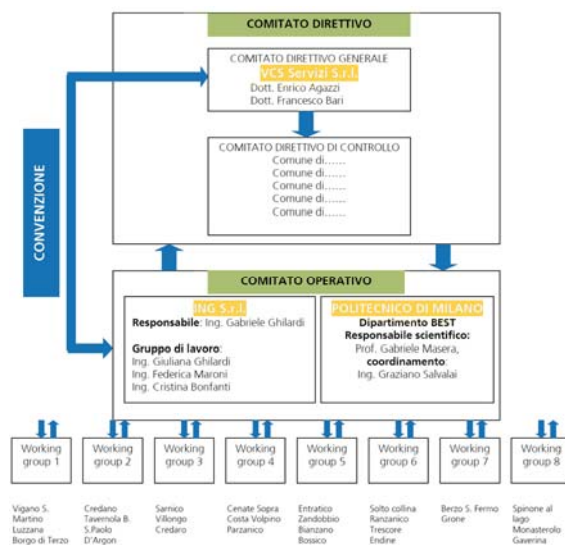 COMITATO DIRETTIVO
COMITATO DIRETTIVO GENERALE
VCS Servizi S.r.l.
Dott. Enrico Agazzi
Dott. Francesco Bari
COMITATO DIRETTIVO DI CONTROLLO
Comune di......
Comune di......
Comune di......
Comune di......
Comune di......
CONVENZIONE
COMITATO OPERATIVO
ING S.r.l.
Responsabile: Ing. Gabriele Ghilardi
Gruppo di lavoro:
Ing. Giuliana Ghilardi
Ing. Federica Maroni
Ing. Cristina Bonfanti
POLITECNICO DI MILANO
Dipartimento BEST
Responsabile scientifico:
Prof. Gabriele Masera,
coordinamento:
Ing. Graziano Salvalai
Working
group 1
Working
group 2
Working
group 3
Working
group 4
Working
group 5
Working
group 6
Working
group 7
Working
group 8
Vigano S.
Martino
Luzzana
Borgo di Terzo
Credano
Tavernola B.
S.Paolo
D'Argon
Sarnico
Villongo
Credaro
Cenate Sopra
Costa Volpino
Parzanico
Entratico
Zandobbio
Bianzano
Bossico
Solto collina
Ranzanico
Trescore
Endine
Berzo S. Fermo
Grone
Spinone al
lago
Monasterolo
Gaverina